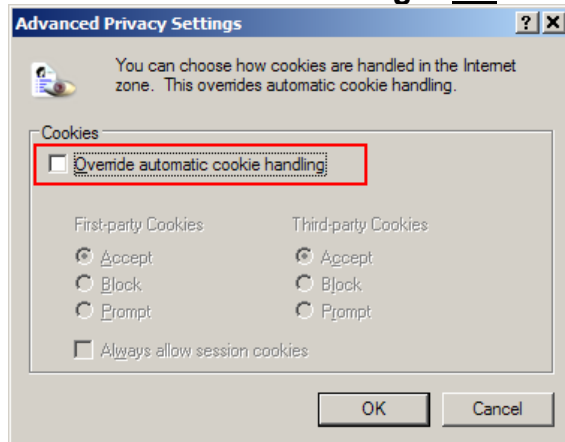 Advanced Privacy Settings
You can choose how cookies are handled in the Internet
zone. This overrides automatic cookie handling.
Cookies
Override automatic cookie handling
First-party Cookies Third-party Cookies
Accept Accept
Block Block
Prompt Prompt
Always allow session cookies
OK Cancel